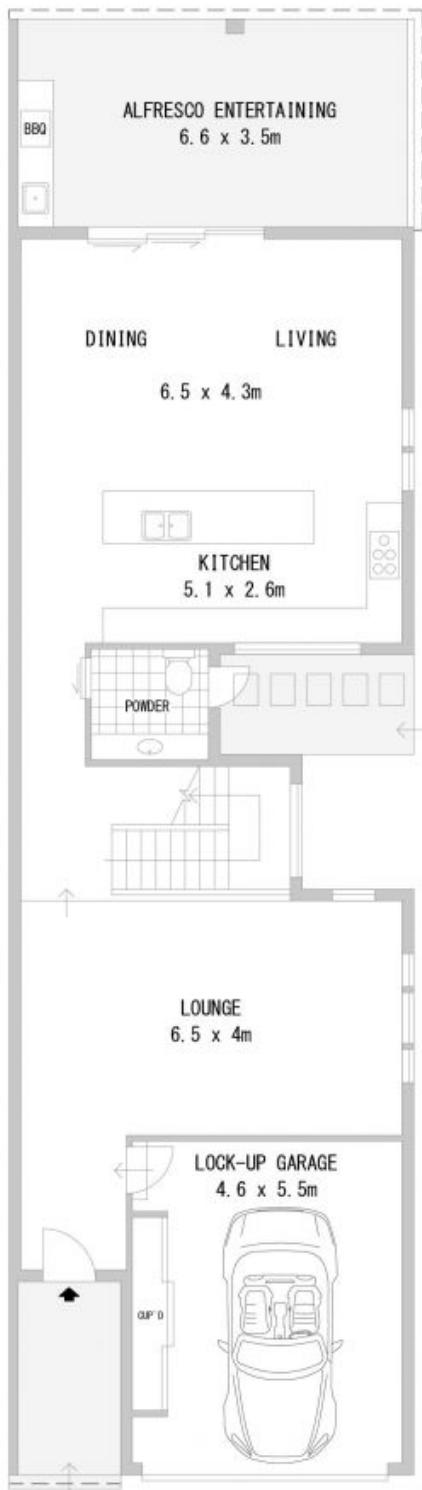 ALFRESCO ENTERTAINING
6.6 x 3.5m
BBQ
DINING LIVING
6.5 x 4.3m
KITCHEN
5.1 x 2.6m
POWDER
LOUNGE
6.5 x 4m
LOCK-UP GARAGE
4.6 x 5.5m
CUP'D